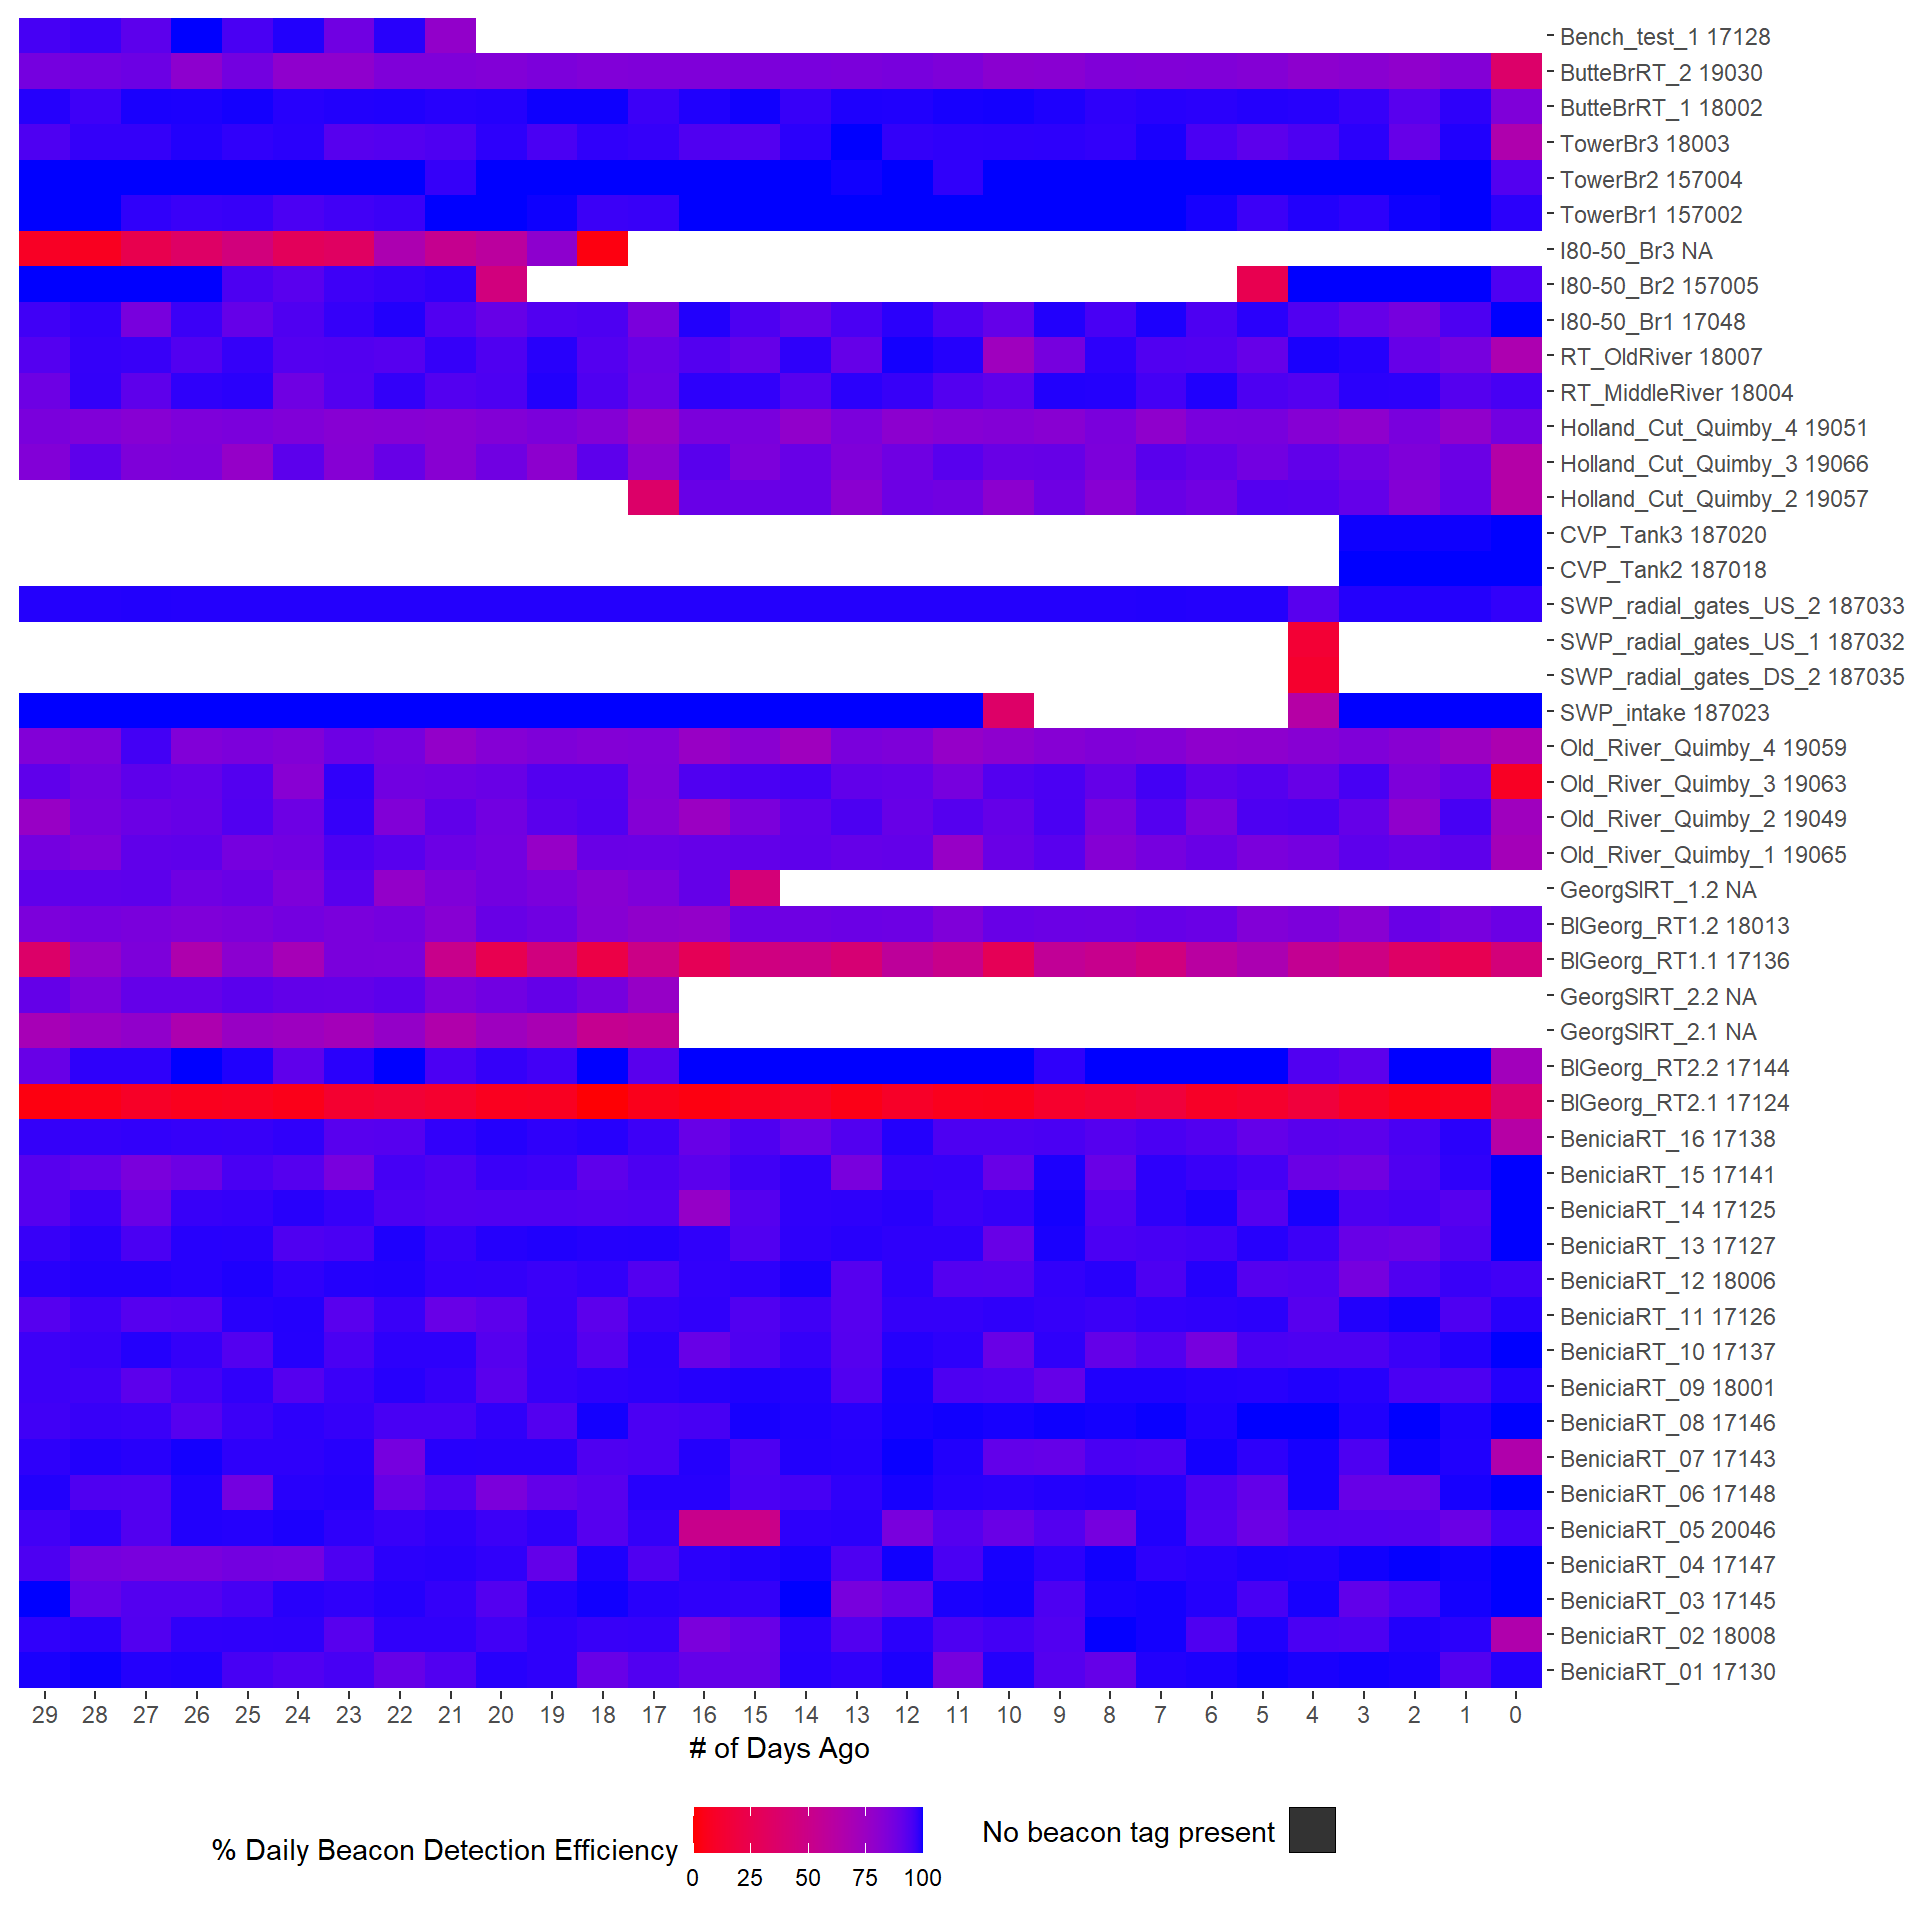 Bench_test_1 17128
ButteBrRT_2 19030
ButteBrRT_1 18002
TowerBr3 18003
TowerBr2 157004
TowerBr1 157002
I80-50_Br3 NA
I80-50_Br2 157005
I80-50_Br1 17048
RT_OldRiver 18007
RT_MiddleRiver 18004
Holland_Cut_Quimby_4 19051
Holland_Cut_Quimby_3 19066
Holland_Cut_Quimby_2 19057
CVP_Tank3 187020
CVP_Tank2 187018
SWP_radial_gates_US_2 187033
SWP_radial_gates_US_1 187032
SWP_radial_gates_DS_2 187035
SWP_intake 187023
Old_River_Quimby_4 19059
Old_River_Quimby_3 19063
Old_River_Quimby_2 19049
Old_River_Quimby_1 19065
GeorgSlRT_1.2 NA
BlGeorg_RT1.2 18013
BlGeorg_RT1.1 17136
GeorgSlRT_2.2 NA
GeorgSlRT_2.1 NA
BlGeorg_RT2.2 17144
BlGeorg_RT2.1 17124
BeniciaRT_16 17138
BeniciaRT_15 17141
BeniciaRT_14 17125
BeniciaRT_13 17127
BeniciaRT_12 18006
BeniciaRT_11 17126
BeniciaRT_10 17137
BeniciaRT_09 18001
BeniciaRT_08 17146
BeniciaRT_07 17143
BeniciaRT_06 17148
BeniciaRT_05 20046
BeniciaRT_04 17147
BeniciaRT_03 17145
BeniciaRT_02 18008
BeniciaRT_01 17130
29 28 27 26 25 24 23 22 21 20 19 18 17 16 15 14 13 12 11 10 9 8 7 6 5 4 3 2 1 0
# of Days Ago
% Daily Beacon Detection Efficiency
0 25 50 75 100
No beacon tag present